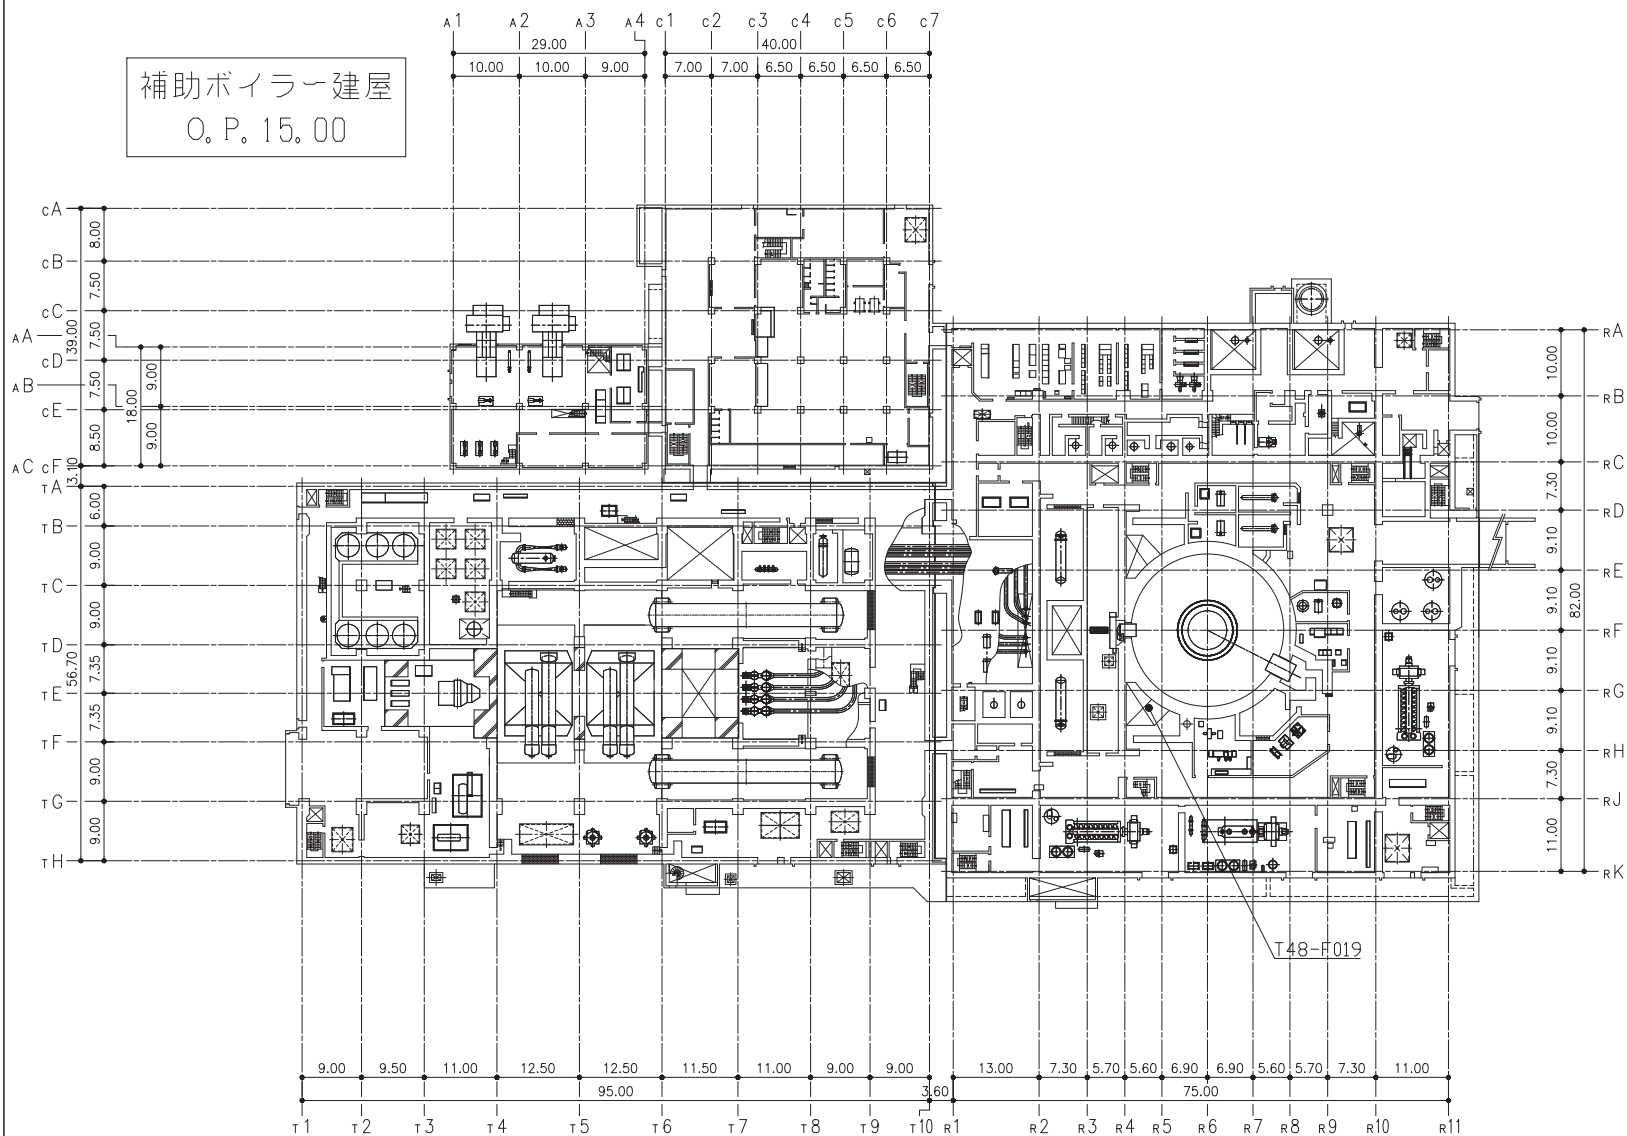 A1 A2 A3 A4 C1 C2 C3 C4 C5 C6 C7
29.00 40.00
10.00 10.00 9.00 7.00 7.00 6.50 6.50 6.50 6.50
補助ボイラー建屋
O.P.15.00
CA
8.00
CB
7.50
CC
AA
39.00
7.50
CD
AB
7.50
CE
8.50
AC CF
3.10
18.00
9.00
9.00
TA
6.00
TB
9.00
TC
9.00
TD
7.35
56.70
TE
7.35
TF
9.00
TG
9.00
TH
RA
10.00
RB
10.00
RC
7.30
RD
9.10
RE
9.10
82.00
RF
9.10
RG
9.10
RH
7.30
RJ
11.00
RK
T48-F019
9.00 9.50 11.00 12.50 12.50 11.50 11.00 9.00 9.00 13.00 7.30 5.70 5.60 6.90 6.90 5.60 5.70 7.30 11.00
95.00 3.60 75.00
T1 T2 T3 T4 T5 T6 T7 T8 T9 T10 R1 R2 R3 R4 R5 R6 R7 R8 R9 R10 R11